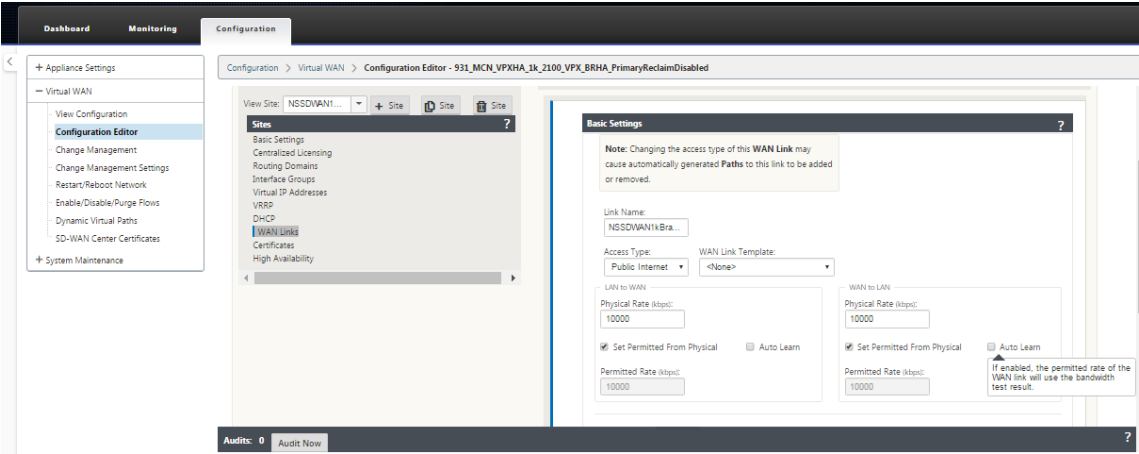 Dashboard Monitoring Configuration
+ Appliance Settings
− Virtual WAN
View Configuration
Configuration Editor
Change Management
Change Management Settings
Restart/Reboot Network
Enable/Disable/Purge Flows
Dynamic Virtual Paths
SD-WAN Center Certificates
+ System Maintenance
Configuration > Virtual WAN > Configuration Editor - 931_MCN_VPXHA_1k_2100_VPX_BRHA_PrimaryReclaimDisabled
View Site: NSSDWAN1... + Site Site Site
Sites ?
Basic Settings
Centralized Licensing
Routing Domains
Interface Groups
Virtual IP Addresses
VRRP
DHCP
WAN Links
Certificates
High Availability
Basic Settings ?
Note: Changing the access type of this WAN Link may
cause automatically generated Paths to this link to be added
or removed.
Link Name:
NSSDWAN1kBra...
Access Type: WAN Link Template:
Public Internet <None>
LAN to WAN
Physical Rate (kbps):
10000
Set Permitted From Physical Auto Learn
Permitted Rate (kbps):
10000
WAN to LAN
Physical Rate (kbps):
10000
Set Permitted From Physical Auto Learn
Permitted Rate (kbps):
10000
If enabled, the permitted rate of the
WAN link will use the bandwidth
test result.
Audits: 0 Audit Now ?